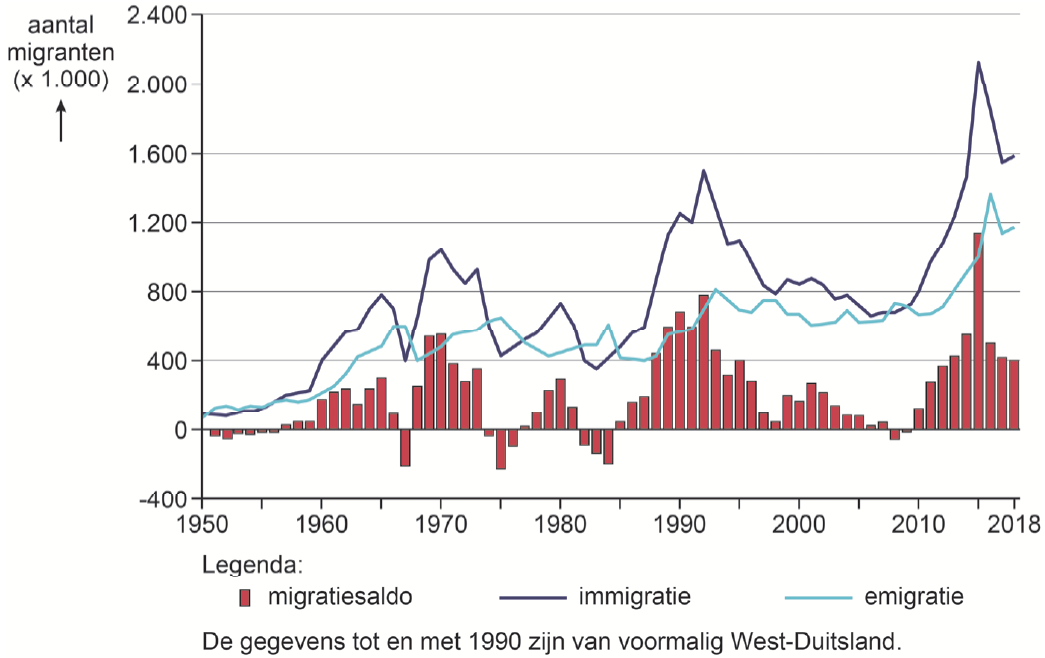 aantal
migranten
(x 1.000)
2.400
2.000
1.600
1.200
800
400
0
-400
1950 1960 1970 1980 1990 2000 2010 2018
Legenda:
migratiesaldo immigratie emigratie
De gegevens tot en met 1990 zijn van voormalig West-Duitsland.